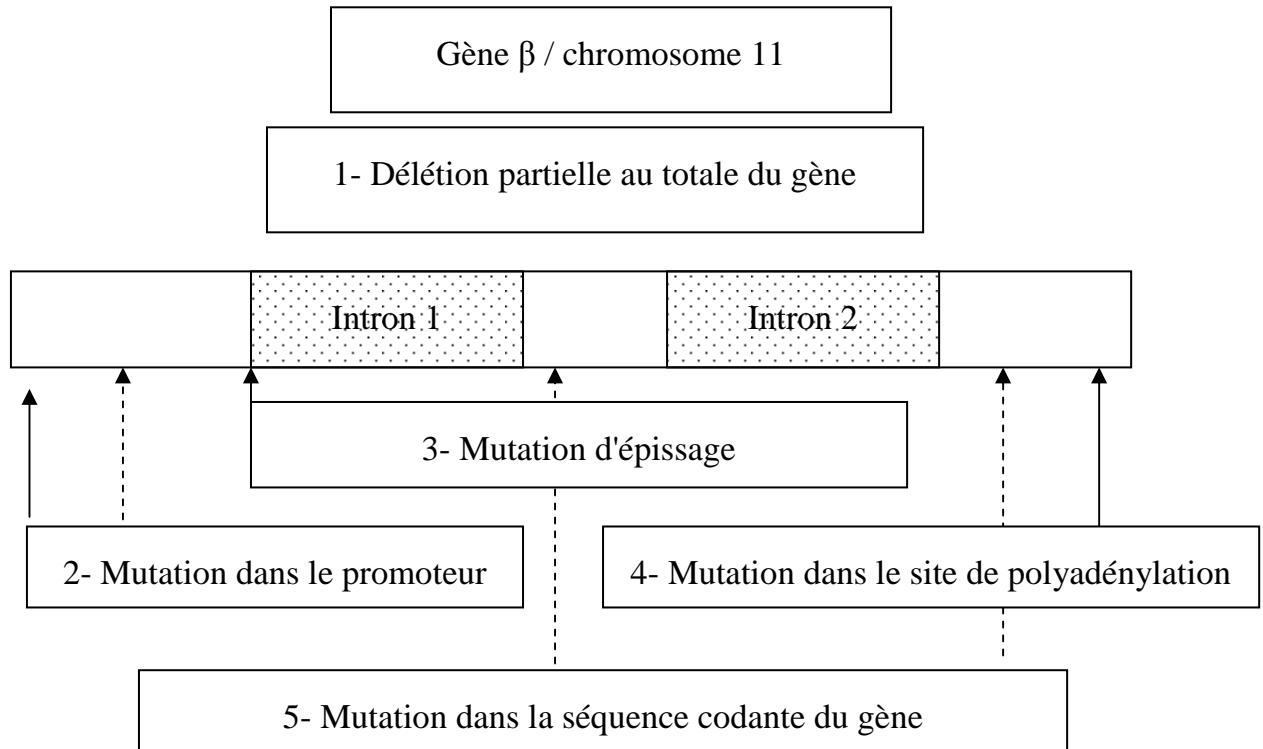 Gène β / chromosome 11
1- Délétion partielle au totale du gène
Intron 1
Intron 2
3- Mutation d'épissage
2- Mutation dans le promoteur
4- Mutation dans le site de polyadénylation
5- Mutation dans la séquence codante du gène